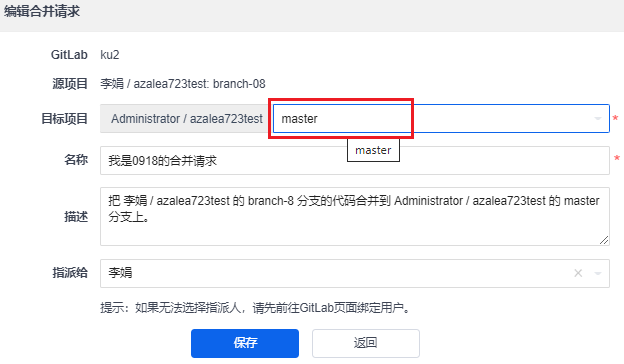 编辑合并请求
GitLab ku2
源项目 李娟 / azalea723test: branch-08
目标项目 Administrator / azalea723test master *
master
名称 我是0918的合并请求 *
描述 把 李娟 / azalea723test 的 branch-8 分支的代码合并到 Administrator / azalea723test 的 master
分支上。
指派给 李娟
提示：如果无法选择指派人，请先前往GitLab页面绑定用户。
保存 返回